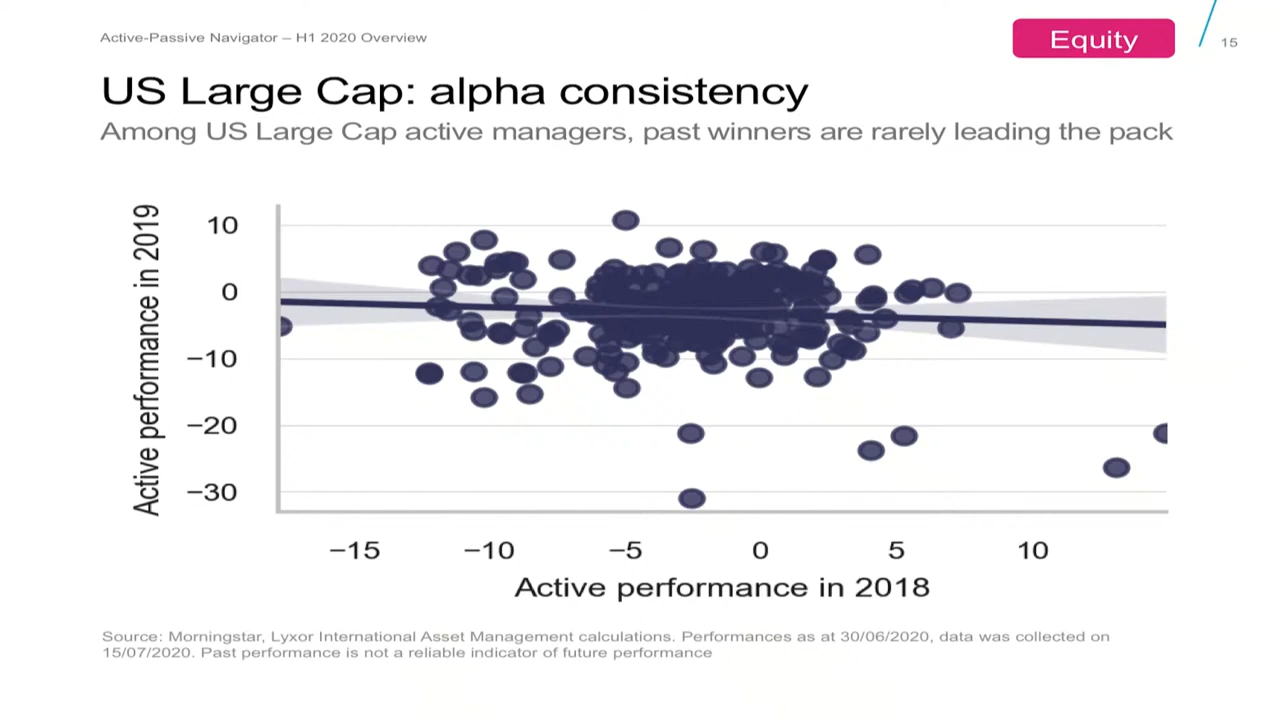 Active-Passive Navigator – H1 2020 Overview
Equity
15
US Large Cap: alpha consistency
Among US Large Cap active managers, past winners are rarely leading the pack
Active performance in 2019
10
0
−10
−20
−30
−15 −10 −5 0 5 10
Active performance in 2018
Source: Morningstar, Lyxor International Asset Management calculations. Performances as at 30/06/2020, data was collected on
15/07/2020. Past performance is not a reliable indicator of future performance